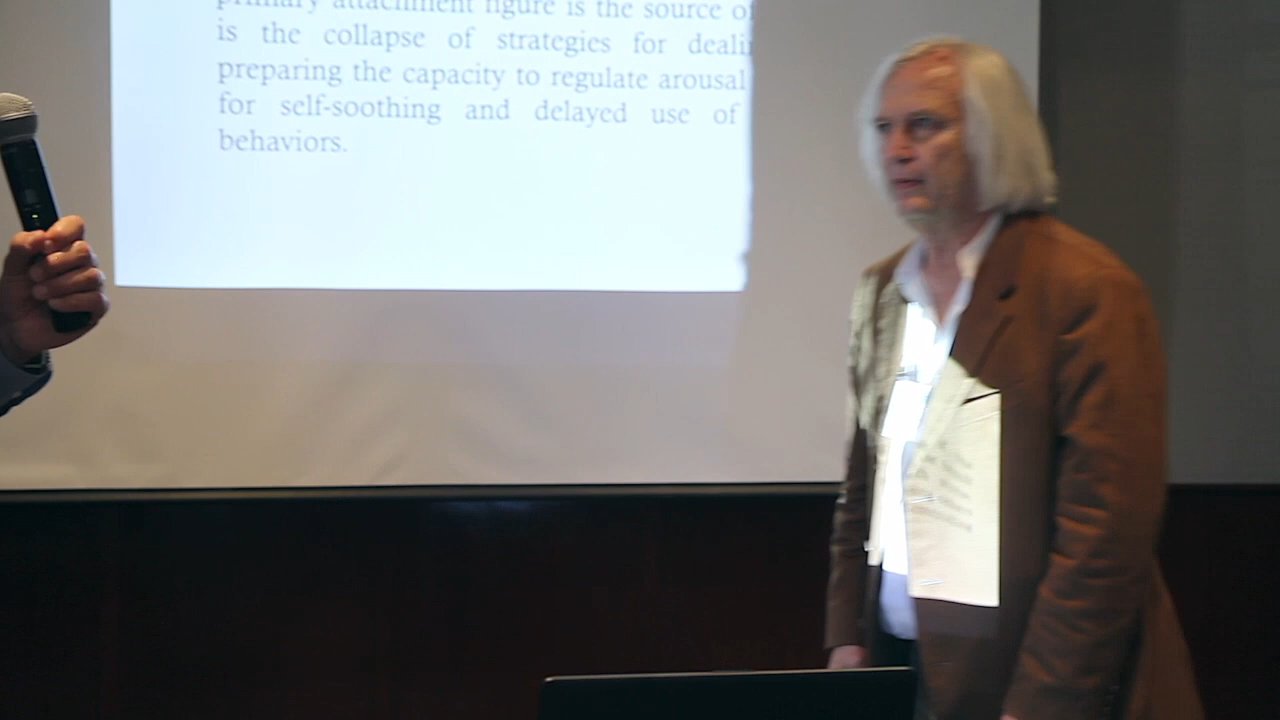 primary attachment figure is the source of
is the collapse of strategies for deali
preparing the capacity to regulate arousal
for self-soothing and delayed use of
behaviors.